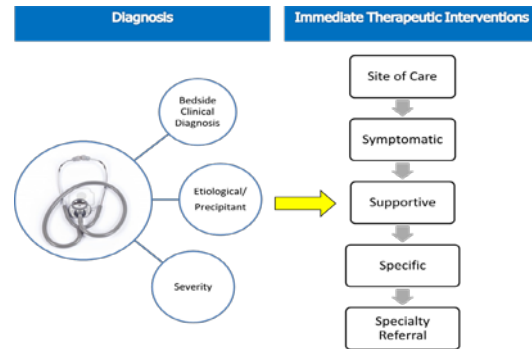 Diagnosis
Immediate Therapeutic Interventions
Bedside
Clinical
Diagnosis
Etiological/
Precipitant
Severity
Site of Care
Symptomatic
Supportive
Specific
Specialty
Referral